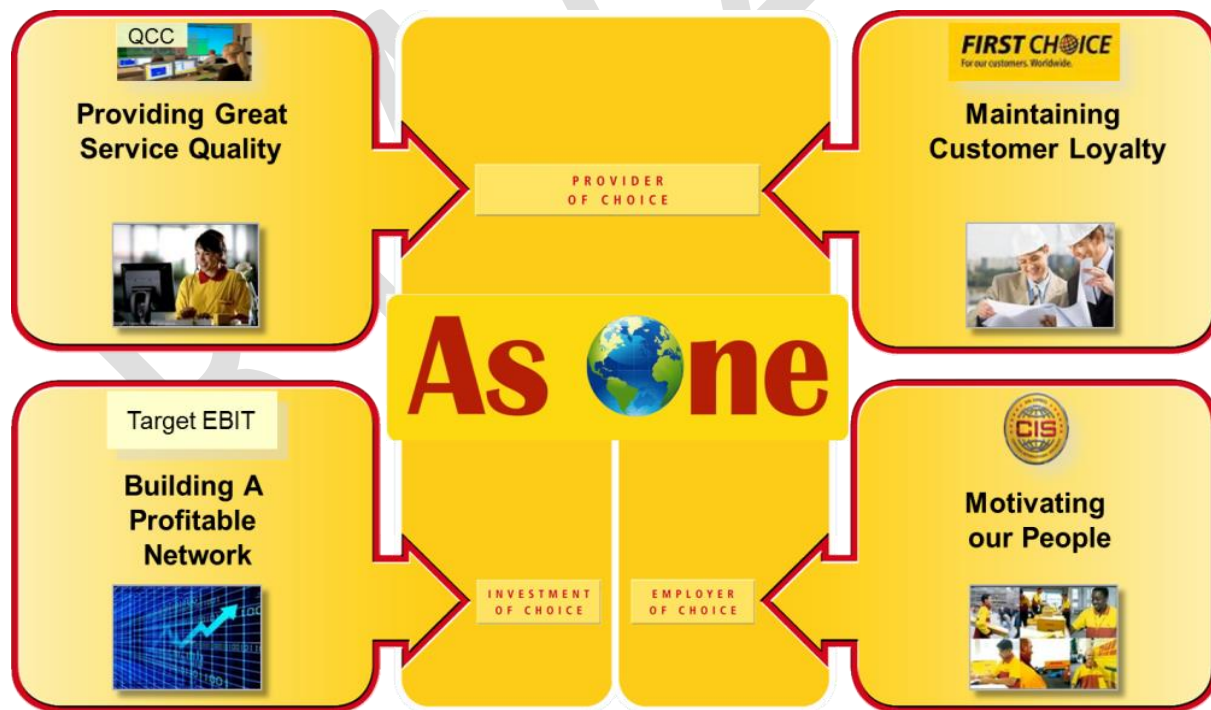 QCC
Providing Great
Service Quality
FIRST CHOICE
For our customers. Worldwide.
Maintaining
Customer Loyalty
PROVIDER
OF CHOICE
As One
Target EBIT
Building A
Profitable
Network
CIS
Motivating
our People
INVESTMENT
OF CHOICE
EMPLOYER
OF CHOICE